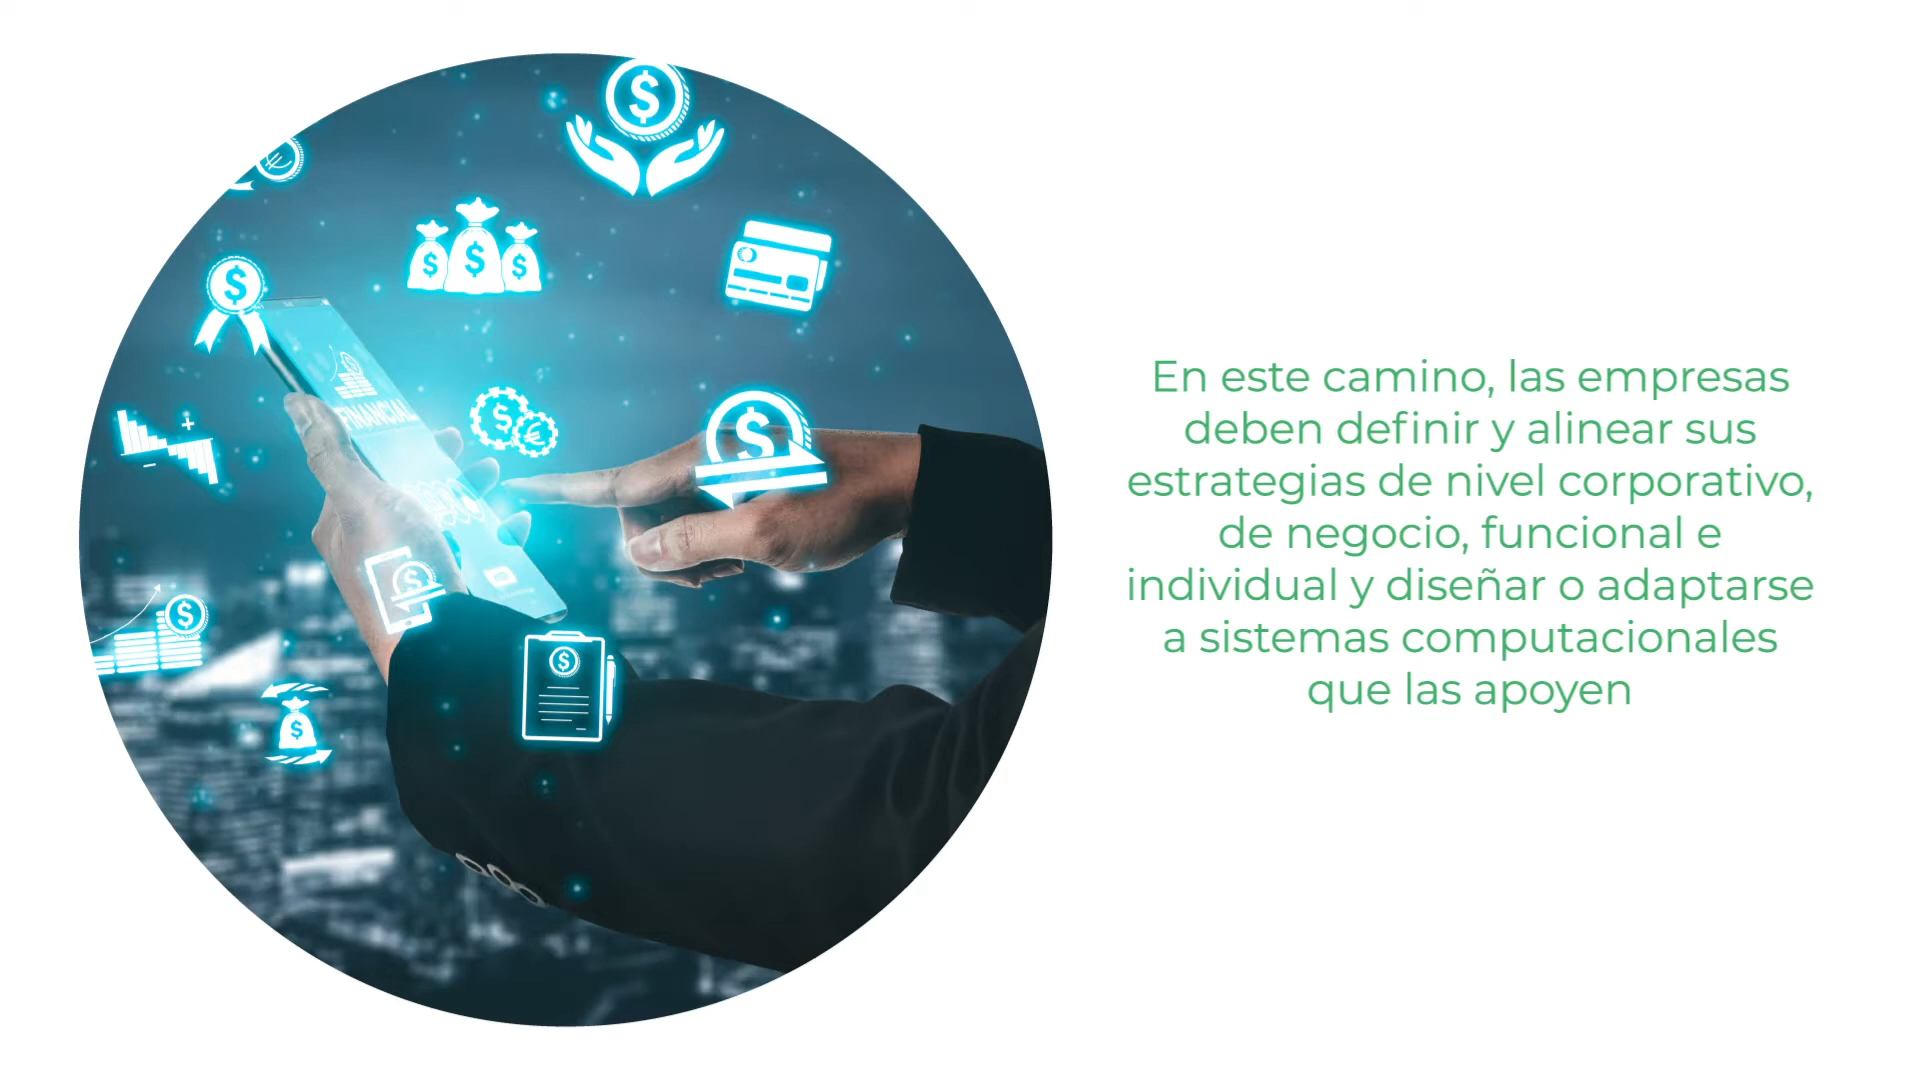 FINANCIAL
En este camino, las empresas
deben definir y alinear sus
estrategias de nivel corporativo,
de negocio, funcional e
individual y diseñar o adaptarse
a sistemas computacionales
que las apoyen